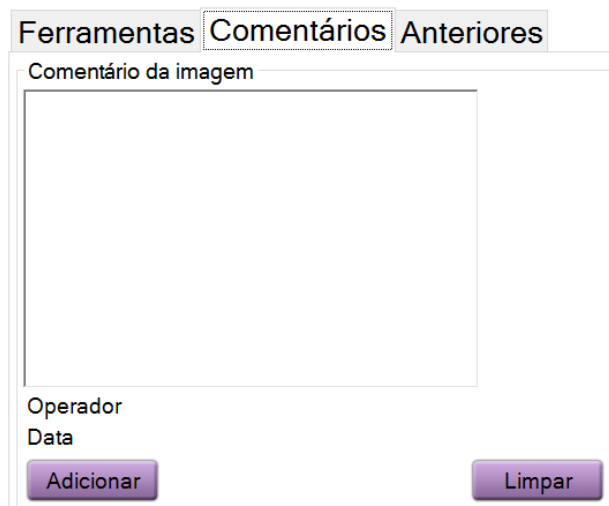 Ferramentas Comentários Anteriores
Comentário da imagem
Operador
Data
Adicionar Limpar